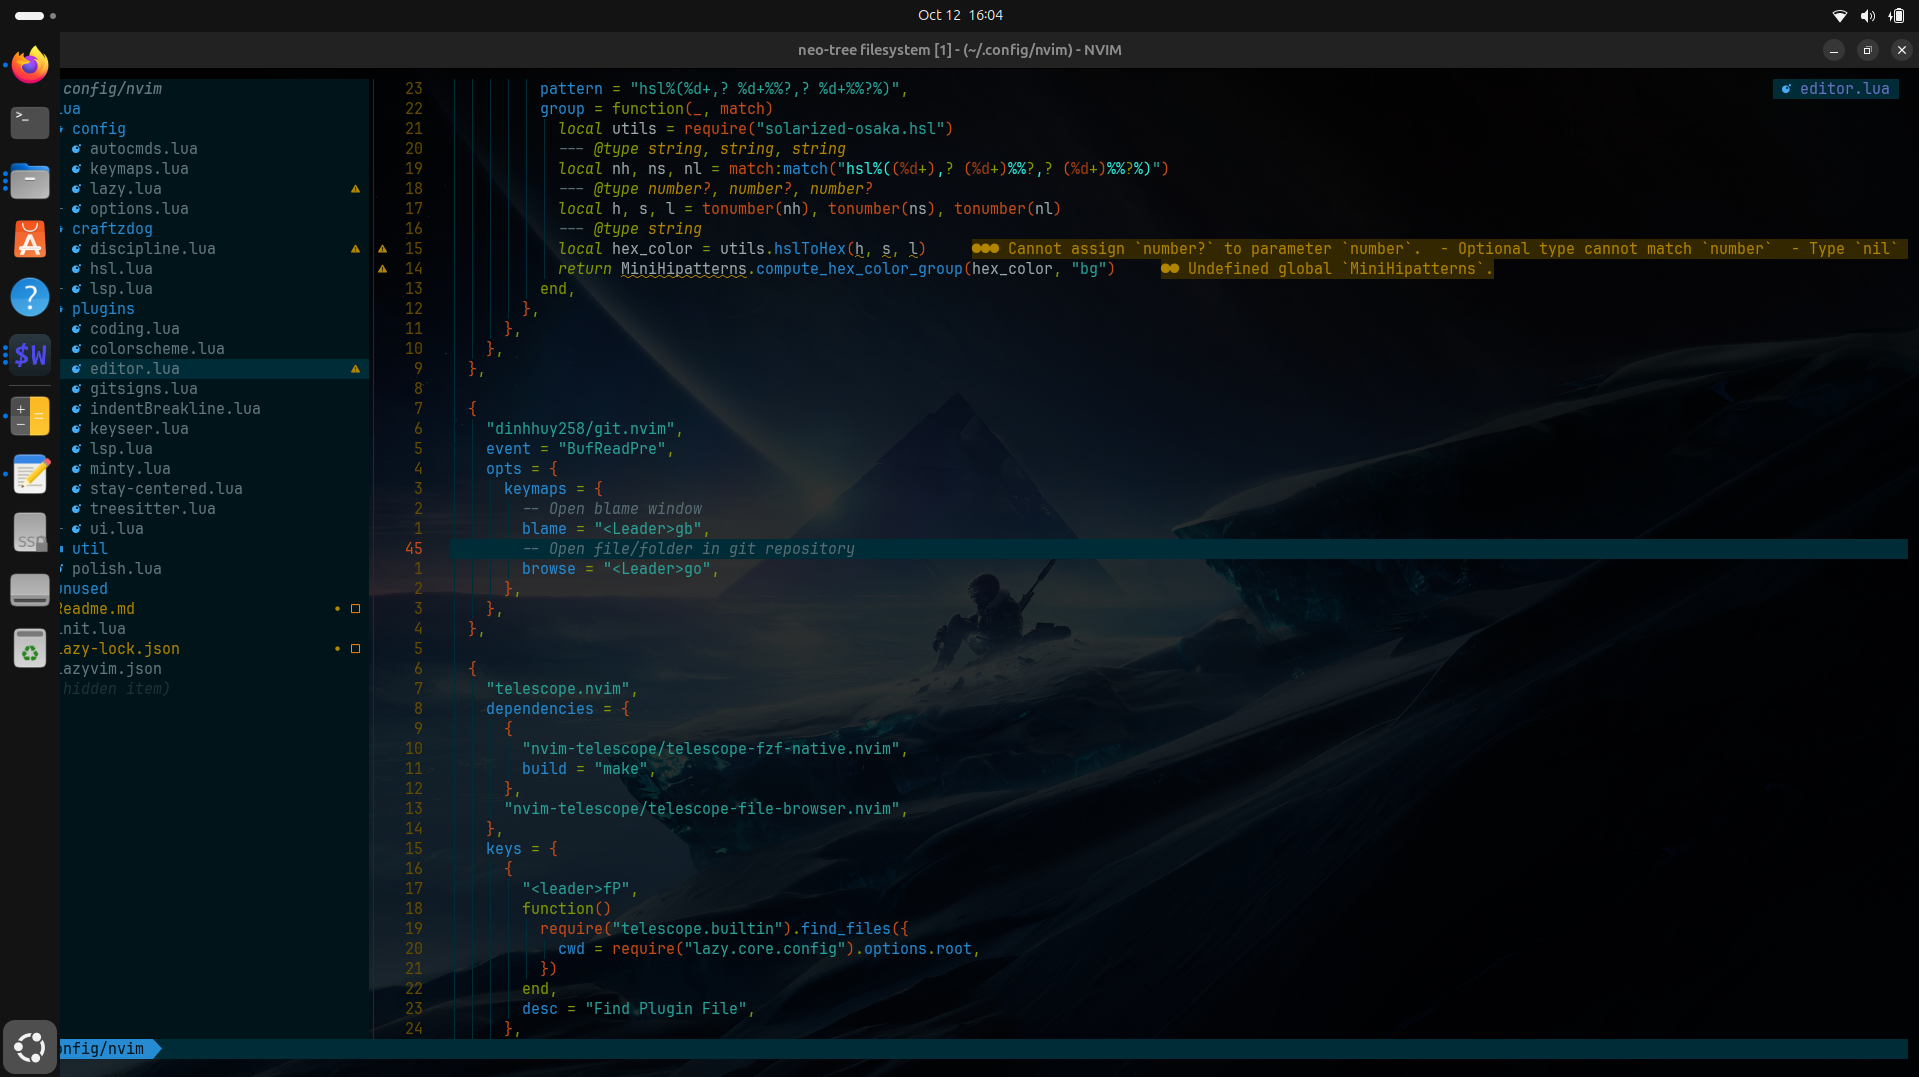 Oct 12  16:04
neo-tree filesystem [1] - (~/.config/nvim) - NVIM
config/nvim
lua
config
autocmds.lua
keymaps.lua
lazy.lua
options.lua
craftzdog
discipline.lua
hsl.lua
lsp.lua
plugins
coding.lua
colorscheme.lua
editor.lua
gitsigns.lua
indentBreakline.lua
keyseer.lua
lsp.lua
minty.lua
stay-centered.lua
treesitter.lua
ui.lua
util
polish.lua
unused
Readme.md
init.lua
lazy-lock.json
lazyvim.json
hidden item)
onfig/nvim
editor.lua
23 pattern = "hsl%(%d+,? %d+%%?,? %d+%%?%)",
22 group = function(_, match)
21 local utils = require("solarized-osaka.hsl")
20 --- @type string, string, string
19 local nh, ns, nl = match:match("hsl%((%d+),? (%d+)%%?,? (%d+)%%?%)")
18 --- @type number?, number?, number?
17 local h, s, l = tonumber(nh), tonumber(ns), tonumber(nl)
16 --- @type string
15 local hex_color = utils.hslToHex(h, s, l) ●●● Cannot assign `number?` to parameter `number`.  - Optional type cannot match `number`  - Type `nil`
14 return MiniHipatterns.compute_hex_color_group(hex_color, "bg") ●● Undefined global `MiniHipatterns`.
13 end,
12 },
11 },
10 },
9 },
8
7 {
6 "dinhhuy258/git.nvim",
5 event = "BufReadPre",
4 opts = {
3 keymaps = {
2 -- Open blame window
1 blame = "<Leader>gb",
45 -- Open file/folder in git repository
1 browse = "<Leader>go",
2 },
3 },
4 },
5
6 {
7 "telescope.nvim",
8 dependencies = {
9 {
10 "nvim-telescope/telescope-fzf-native.nvim",
11 build = "make",
12 },
13 "nvim-telescope/telescope-file-browser.nvim",
14 },
15 keys = {
16 {
17 "<leader>fP",
18 function()
19 require("telescope.builtin").find_files({
20 cwd = require("lazy.core.config").options.root,
21 })
22 end,
23 desc = "Find Plugin File",
24 },